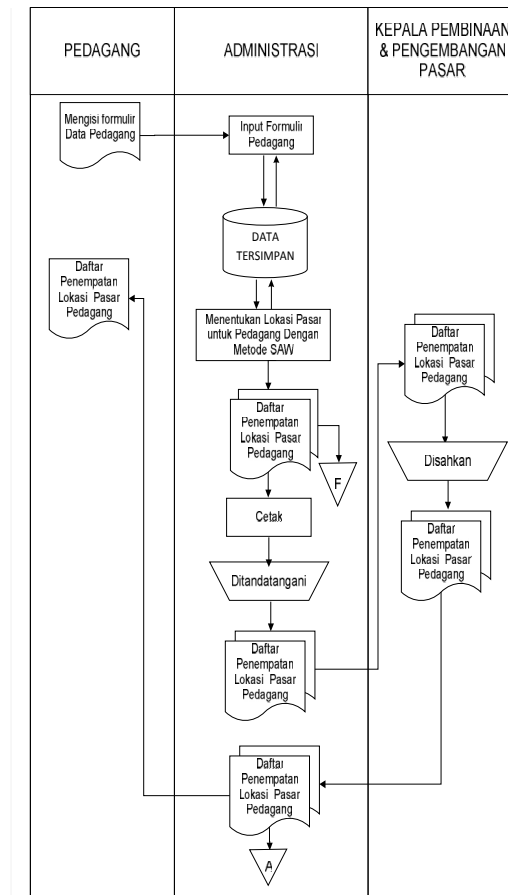 PEDAGANG
ADMINISTRASI
KEPALA PEMBINAAN
& PENGEMBANGAN
PASAR
Mengisi formulir
Data Pedagang
Input Formulir
Pedagang
DATA
TERSIMPAN
Daftar
Penempatan
Lokasi Pasar
Pedagang
Menentukan Lokasi Pasar
untuk Pedagang Dengan
Metode SAW
Daftar
Penempatan
Lokasi Pasar
Pedagang
Daftar
Penempatan
Lokasi Pasar
Pedagang
F
Disahkan
Cetak
Daftar
Penempatan
Lokasi Pasar
Pedagang
Ditandatangani
Daftar
Penempatan
Lokasi Pasar
Pedagang
Daftar
Penempatan
Lokasi Pasar
Pedagang
A